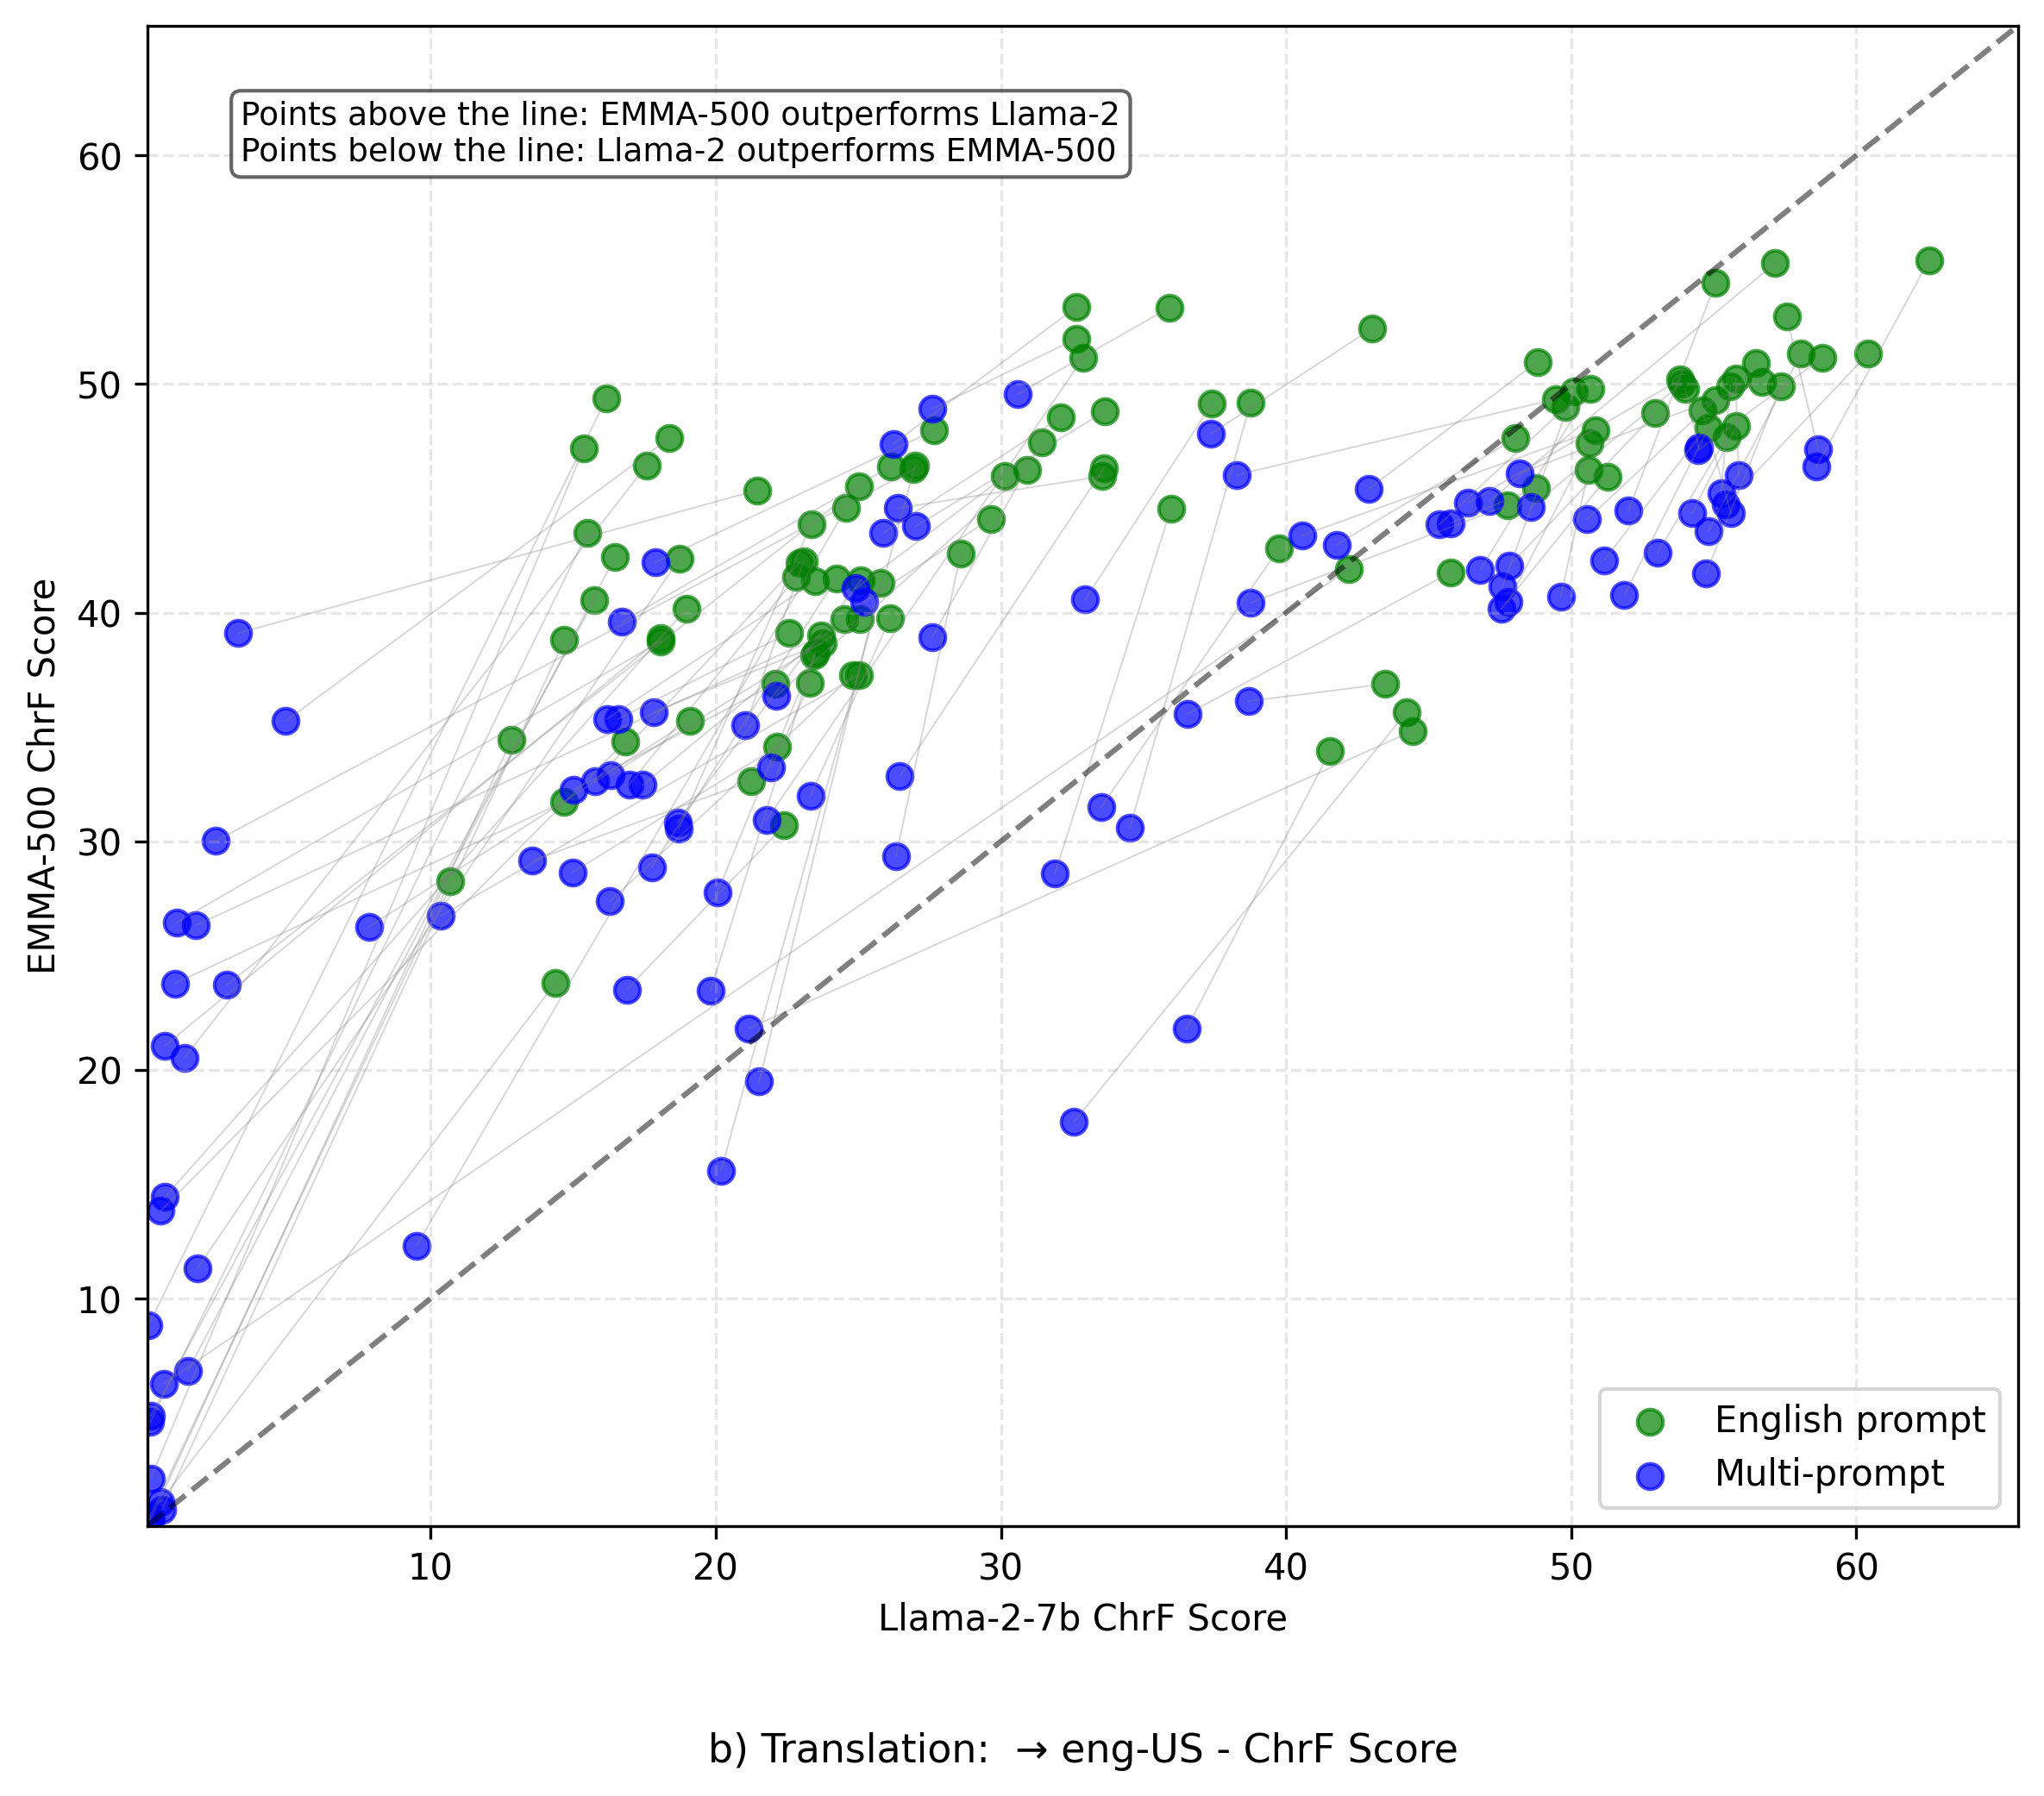 Points above the line: EMMA-500 outperforms Llama-2
Points below the line: Llama-2 outperforms EMMA-500
EMMA-500 ChrF Score
60
50
40
30
20
10
English prompt
Multi-prompt
10 20 30 40 50 60
Llama-2-7b ChrF Score
b) Translation: → eng-US - ChrF Score